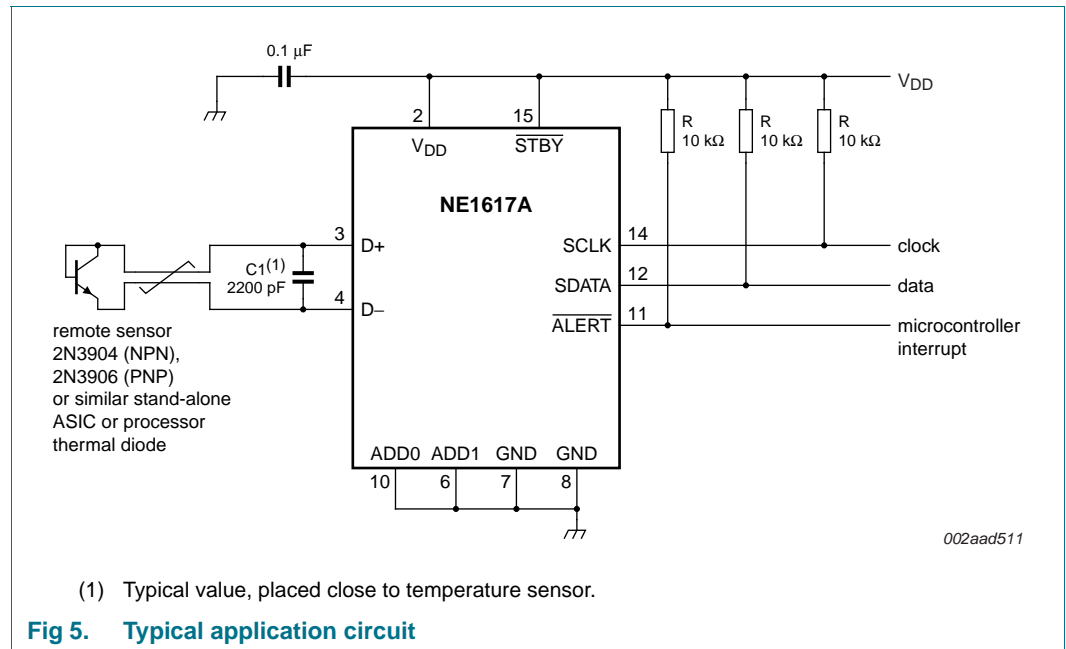 0.1 μF
VDD
2
15
VDD
STBY
R
10 kΩ
R
10 kΩ
R
10 kΩ
NE1617A
3
D+
SCLK
14
clock
C1(1)
2200 pF
SDATA
12
data
4
D−
ALERT
11
microcontroller
interrupt
remote sensor
2N3904 (NPN),
2N3906 (PNP)
or similar stand-alone
ASIC or processor
thermal diode
ADD0 ADD1 GND GND
10
6
7
8
002aad511
(1) Typical value, placed close to temperature sensor.
Fig 5. Typical application circuit